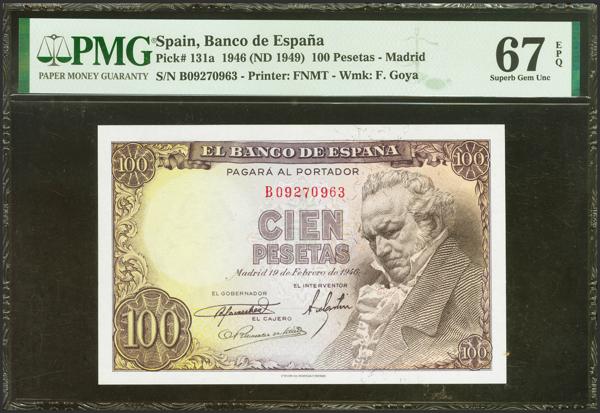 PMG
PAPER MONEY GUARANTY
Spain, Banco de España
Pick# 131a 1946 (ND 1949) 100 Pesetas - Madrid
S/N B09270963 - Printer: FNMT - Wmk: F. Goya
67 EPQ
Superb Gem Unc
100
EL BANCO DE ESPAÑA
100
PAGARÁ AL PORTADOR
B09270963
CIEN
PESETAS
Madrid 19 de Febrero de 1946
EL GOBERNADOR
EL INTERVENTOR
EL CAJERO
100
100